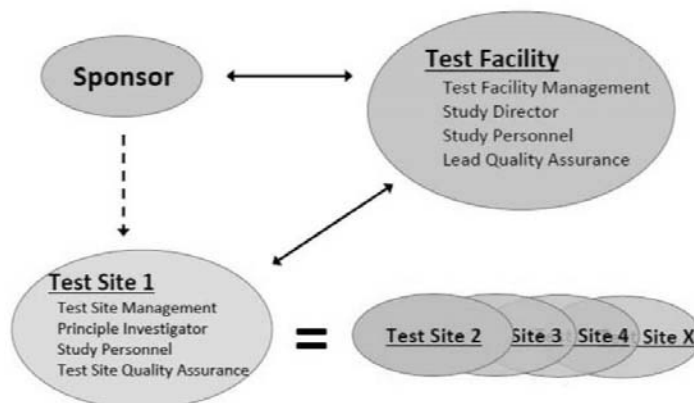 Sponsor
Test Facility
Test Facility Management
Study Director
Study Personnel
Lead Quality Assurance
Test Site 1
Test Site Management
Principle Investigator
Study Personnel
Test Site Quality Assurance
=
Test Site 2 Site 3 Site 4 Site X